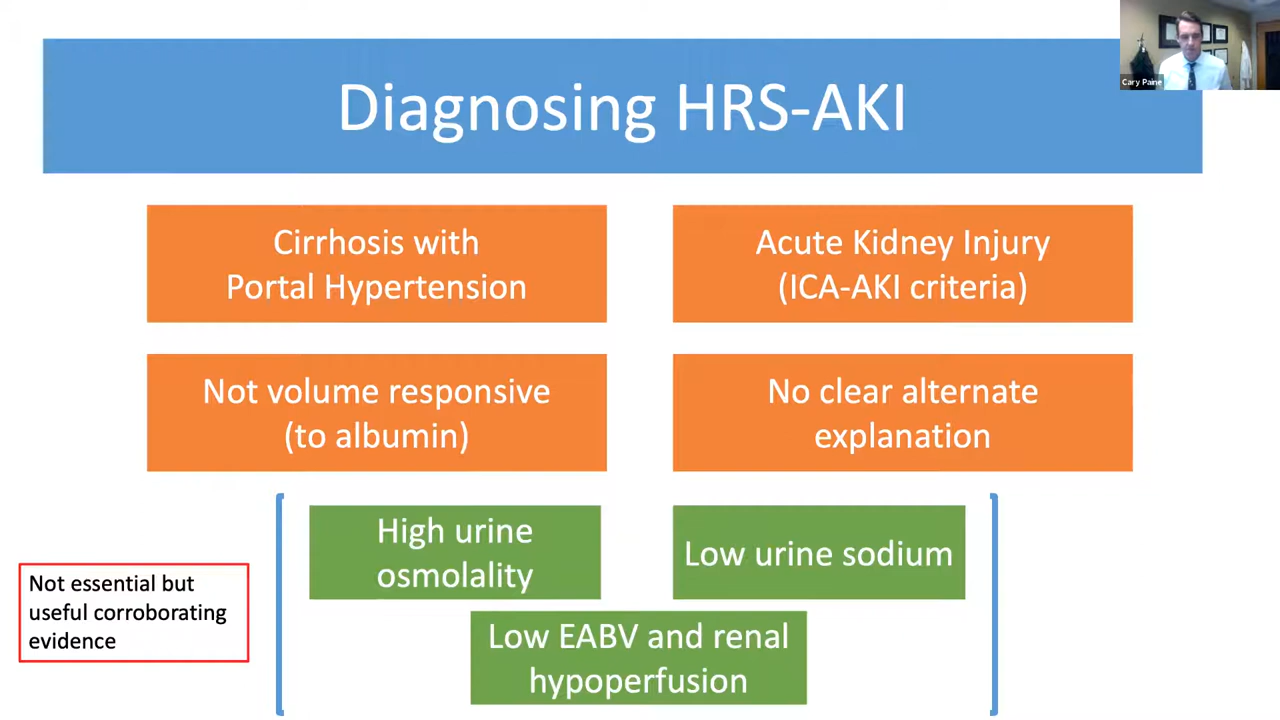 Cary Paine
Diagnosing HRS-AKI
Cirrhosis with
Portal Hypertension
Acute Kidney Injury
(ICA-AKI criteria)
Not volume responsive
(to albumin)
No clear alternate
explanation
High urine
osmolality
Low urine sodium
Not essential but
useful corroborating
evidence
Low EABV and renal
hypoperfusion